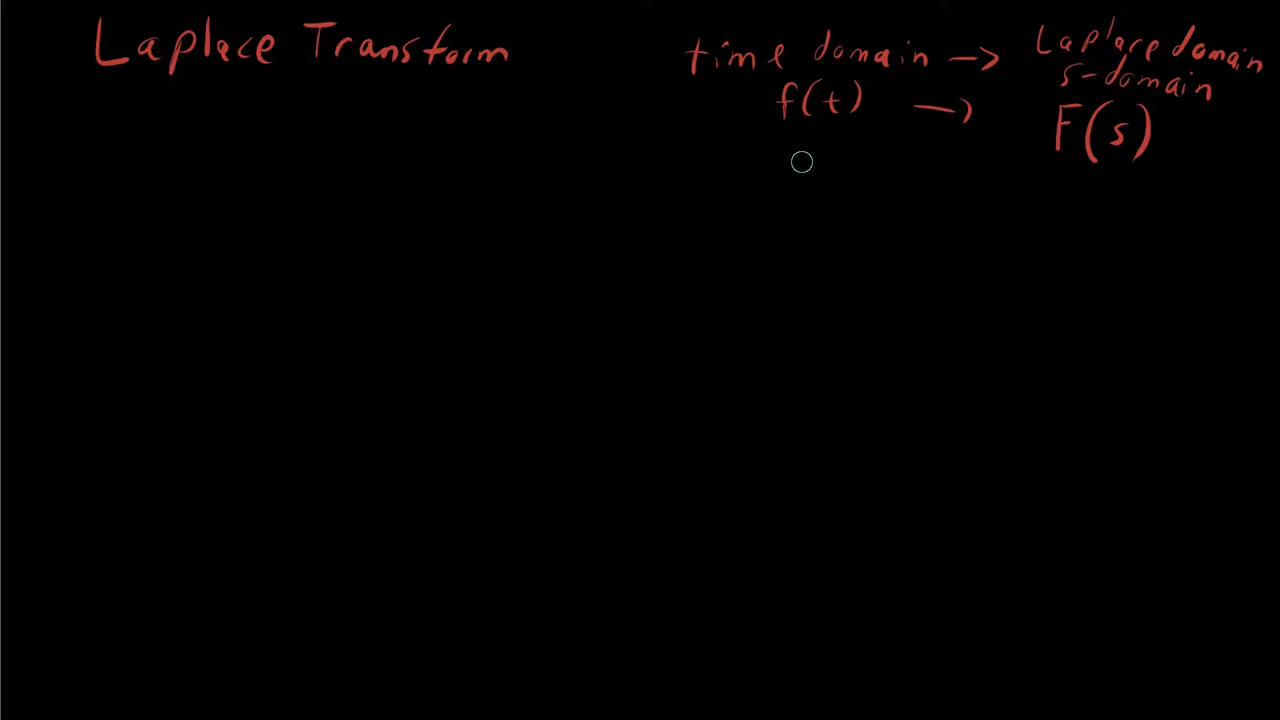 Laplace Transform
time domain → Laplace domain
s-domain
f(t) → F(s)